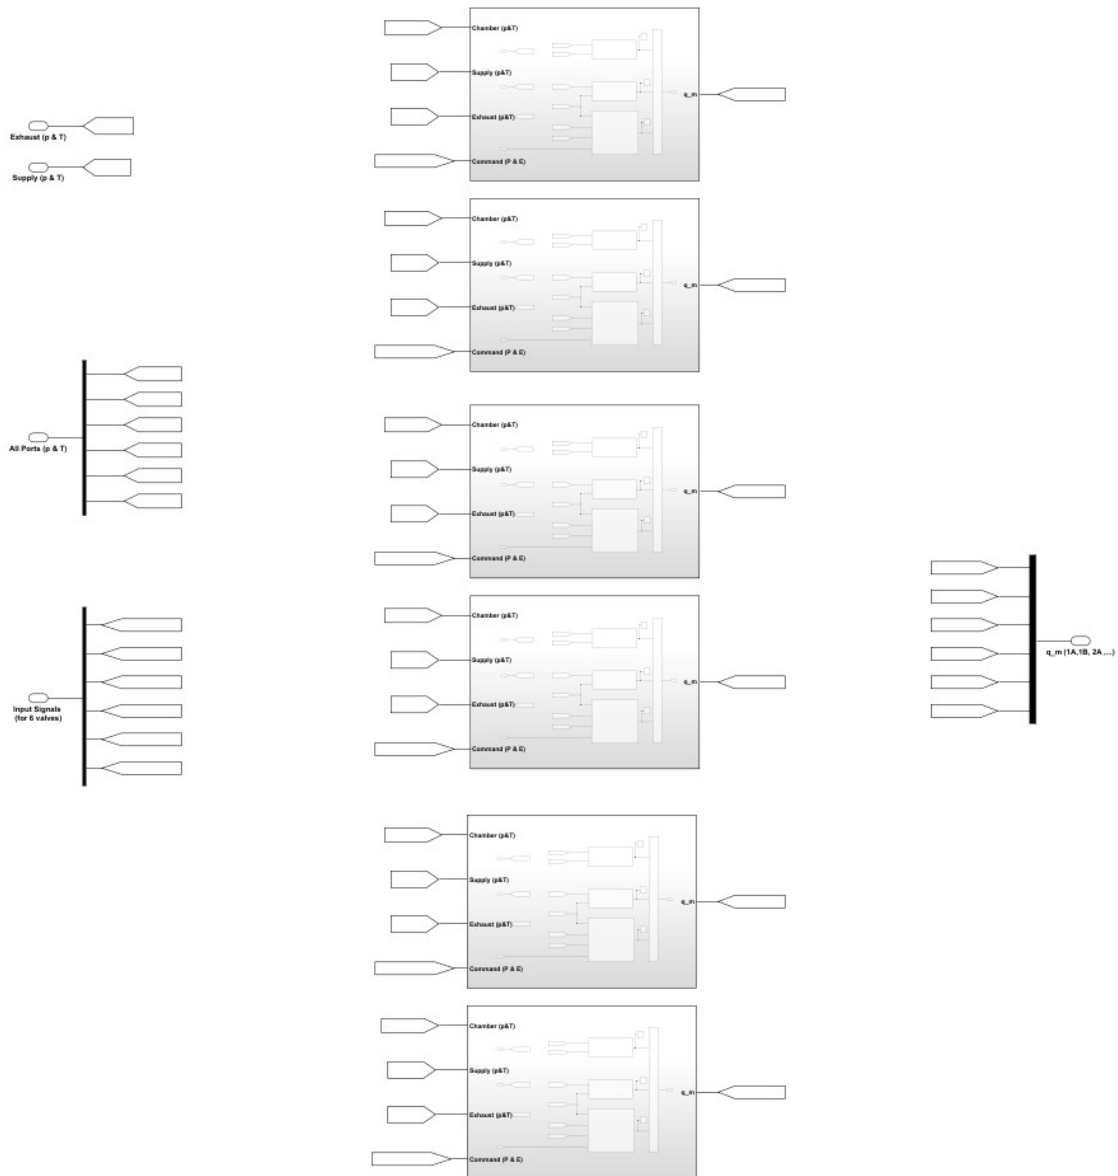 Exhaust (p & T)
Supply (p & T)
All Ports (p & T)
Input Signals
(for 6 valves)
Chamber (p&T)
Supply (p&T)
Exhaust (p&T)
Command (P & E)
q_m
Chamber (p&T)
Supply (p&T)
Exhaust (p&T)
Command (P & E)
q_m
Chamber (p&T)
Supply (p&T)
Exhaust (p&T)
Command (P & E)
q_m
Chamber (p&T)
Supply (p&T)
Exhaust (p&T)
Command (P & E)
q_m
Chamber (p&T)
Supply (p&T)
Exhaust (p&T)
Command (P & E)
q_m
Chamber (p&T)
Supply (p&T)
Exhaust (p&T)
Command (P & E)
q_m
q_m (1A,1B, 2A ,...)